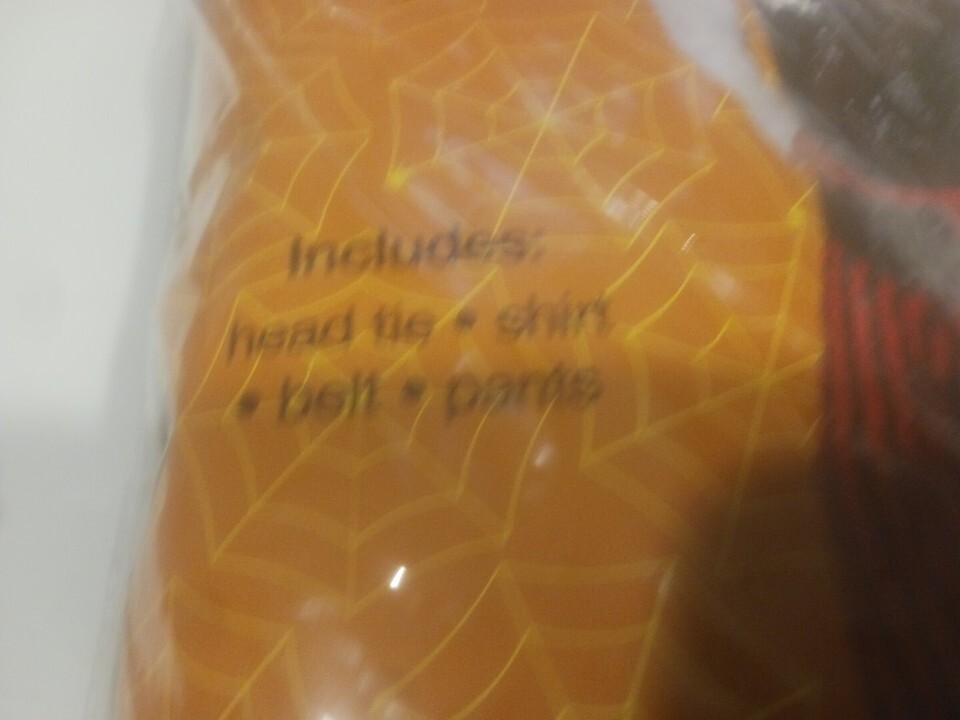 Includes:
head tie • shirt
• belt • pants